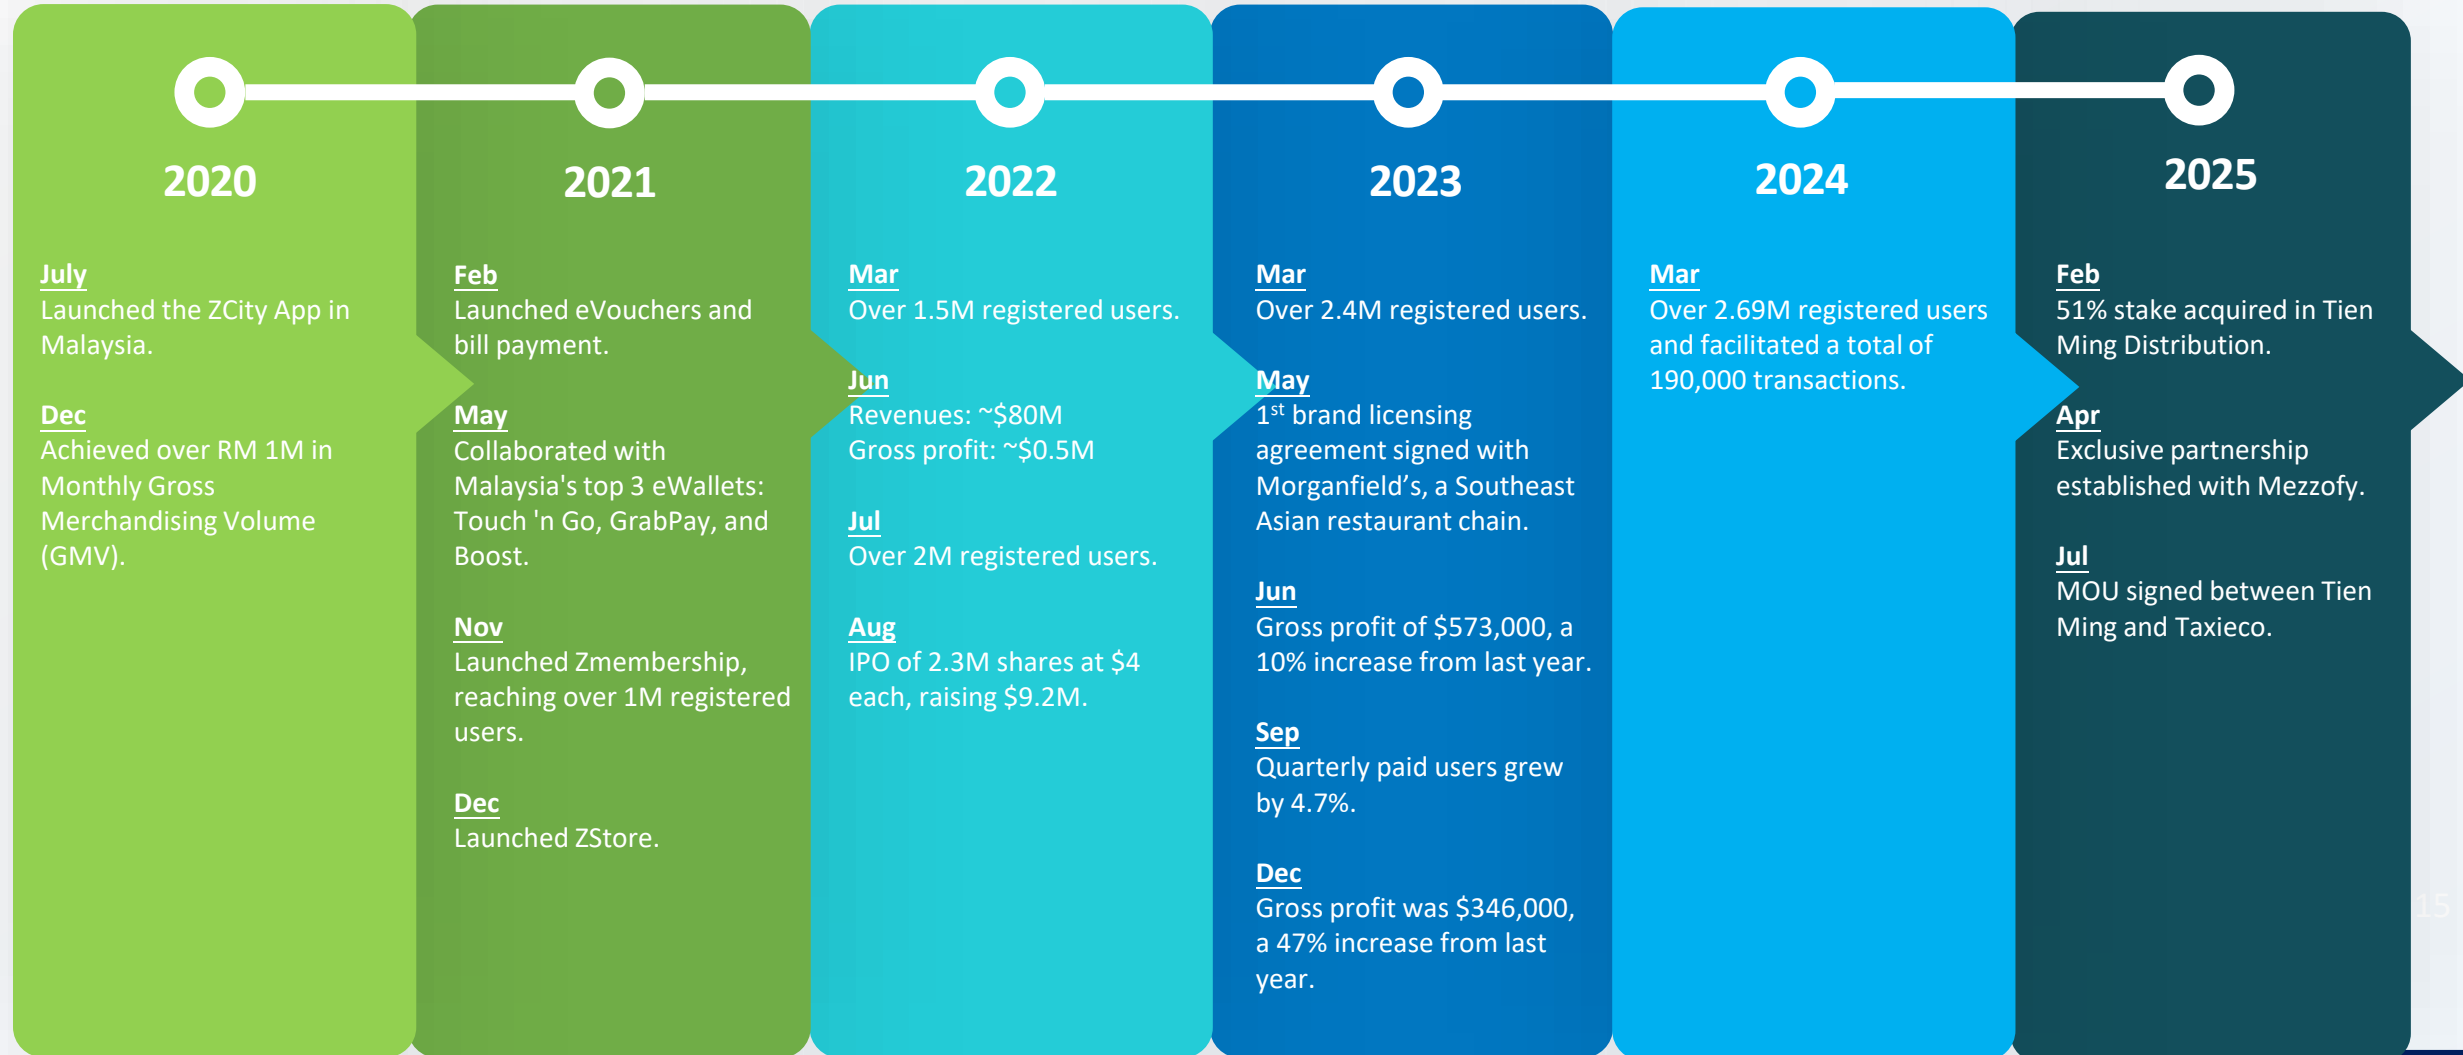 2020
July
Launched the ZCity App in
Malaysia.
Dec
Achieved over RM 1M in
Monthly Gross
Merchandising Volume
(GMV).
2021
Feb
Launched eVouchers and
bill payment.
May
Collaborated with
Malaysia's top 3 eWallets:
Touch 'n Go, GrabPay, and
Boost.
Nov
Launched Zmembership,
reaching over 1M registered
users.
Dec
Launched ZStore.
2022
Mar
Over 1.5M registered users.
Jun
Revenues: ~$80M
Gross profit: ~$0.5M
Jul
Over 2M registered users.
Aug
IPO of 2.3M shares at $4
each, raising $9.2M.
2023
Mar
Over 2.4M registered users.
May
1st brand licensing
agreement signed with
Morganfield’s, a Southeast
Asian restaurant chain.
Jun
Gross profit of $573,000, a
10% increase from last year.
Sep
Quarterly paid users grew
by 4.7%.
Dec
Gross profit was $346,000,
a 47% increase from last
year.
2024
Mar
Over 2.69M registered users
and facilitated a total of
190,000 transactions.
2025
Feb
51% stake acquired in Tien
Ming Distribution.
Apr
Exclusive partnership
established with Mezzofy.
Jul
MOU signed between Tien
Ming and Taxieco.
15